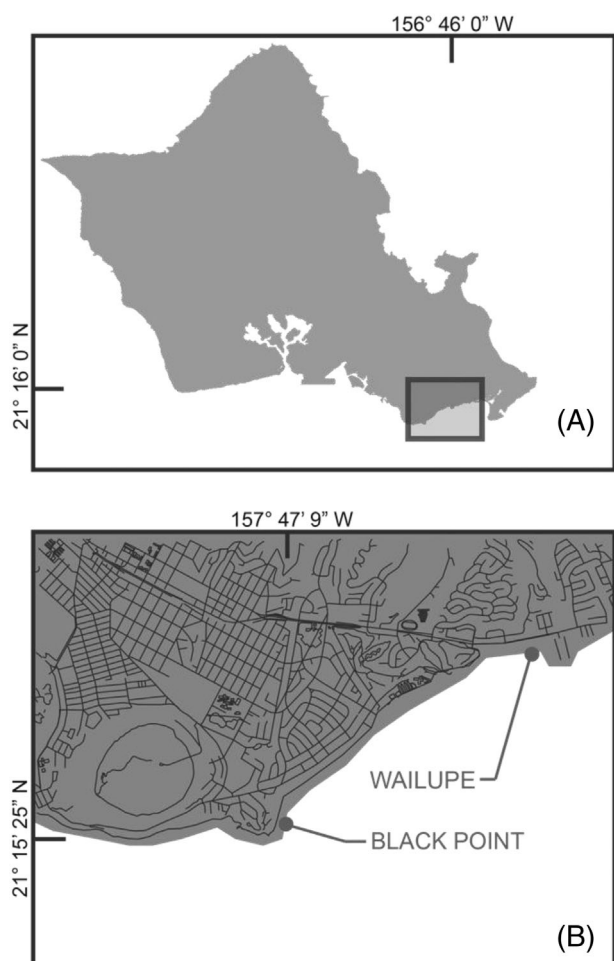 156° 46’ 0” W
21° 16’ 0” N
(A)
157° 47’ 9” W
21° 15’ 25” N
WAILUPE
BLACK POINT
(B)